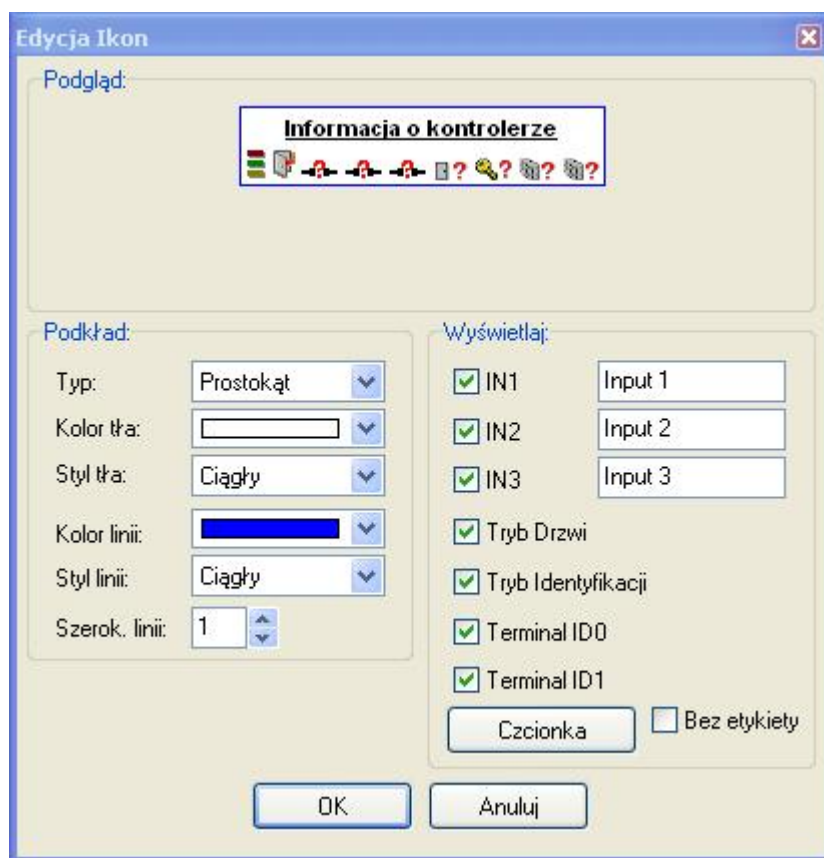 Edycja Ikon
Podgląd:
Informacja o kontrolerze
? ? ? ? ? ? ?
Podkład:
Typ: Prostokąt
Kolor tła:
Styl tła: Ciągły
Kolor linii:
Styl linii: Ciągły
Szerok. linii: 1
Wyświetlaj:
IN1 Input 1
IN2 Input 2
IN3 Input 3
Tryb Drzwi
Tryb Identyfikacji
Terminal ID0
Terminal ID1
Czcionka Bez etykiety
OK Anuluj